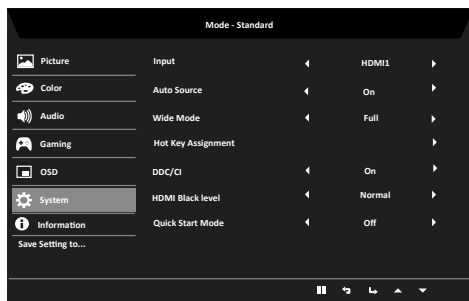 Mode - Standard
Picture
Input HDMI1
Color
Auto Source On
Audio
Wide Mode Full
Gaming
Hot Key Assignment
OSD
DDC/CI On
System
HDMI Black level Normal
Information
Quick Start Mode Off
Save Setting to...